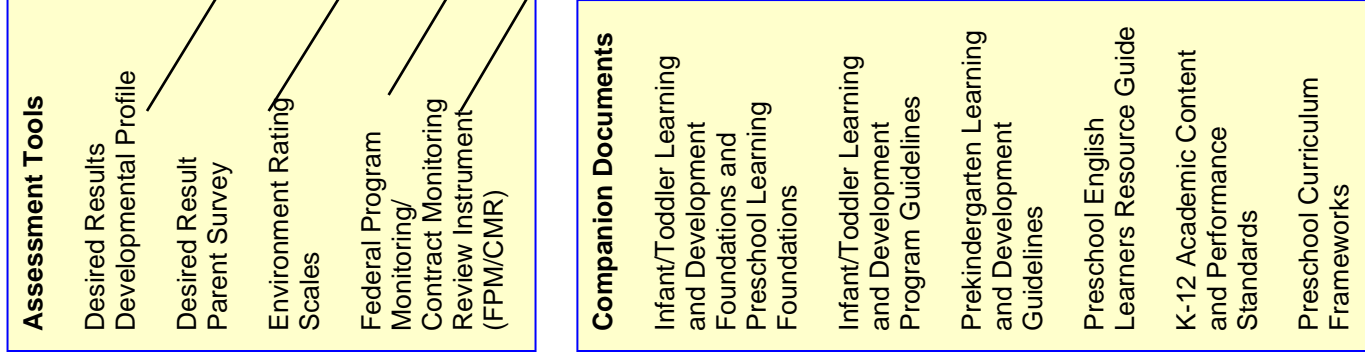 Assessment Tools
Desired Results
Developmental Profile
Desired Result
Parent Survey
Environment Rating
Scales
Federal Program
Monitoring/
Contract Monitoring
Review Instrument
(FPM/CMR)
Companion Documents
Infant/Toddler Learning
and Development
Foundations and
Preschool Learning
Foundations
Infant/Toddler Learning
and Development
Program Guidelines
Prekindergarten Learning
and Development
Guidelines
Preschool English
Learners Resource Guide
K-12 Academic Content
and Performance
Standards
Preschool Curriculum
Frameworks